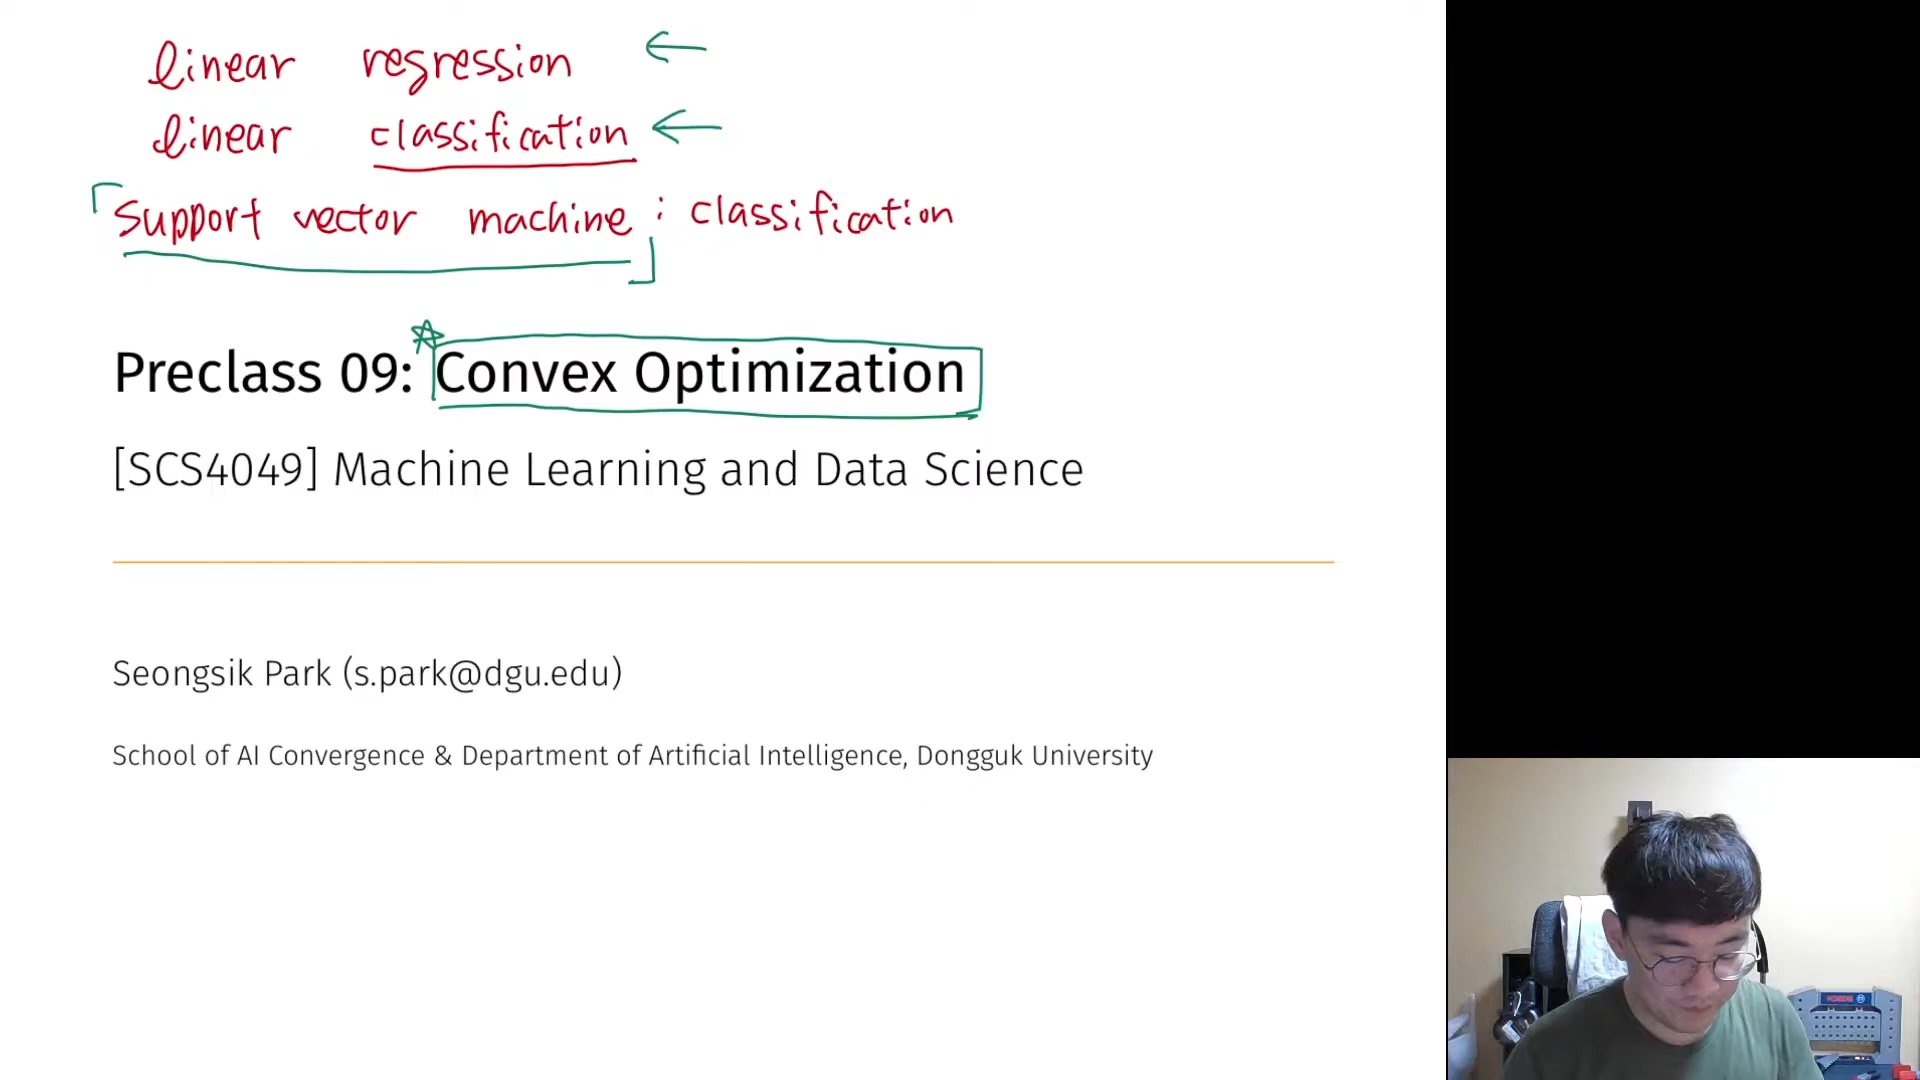 linear regression ←
linear classification ←
Support vector machine : classification
Preclass 09: Convex Optimization
[SCS4049] Machine Learning and Data Science
Seongsik Park (s.park@dgu.edu)
School of AI Convergence & Department of Artificial Intelligence, Dongguk University
BOSCH